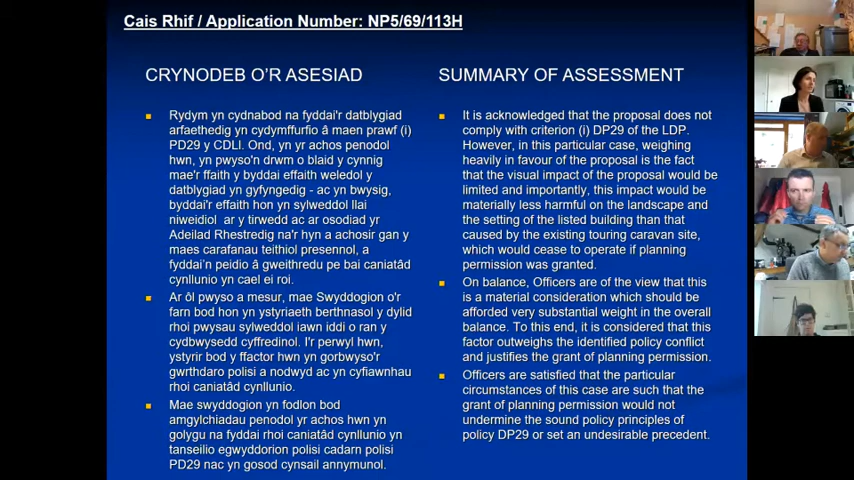 Cais Rhif / Application Number: NP5/69/113H
CRYNODEB O'R ASESIAD
Rydym yn cydnabod na fyddai'r datblygiad
arfaethedig yn cydymffurfio â maen prawf (i)
PD29 y CDLI. Ond, yn yr achos penodol
hwn, yn pwyso'n drwm o blaid y cynnig
mae'r ffaith y byddai effaith weledol y
datblygiad yn gyfyngedig - ac yn bwysig,
byddai'r effaith hon yn sylweddol llai
niweidiol ar y tirwedd ac ar osodiad yr
Adeilad Rhestredig na'r hyn a achosir gan y
maes carafanau teithiol presennol, a
fyddai'n peidio â gweithredu pe bai caniatâd
cynllunio yn cael ei roi.
Ar ôl pwyso a mesur, mae Swyddogion o'r
farn bod hon yn ystyriaeth berthnasol y dylid
rhoi pwysau sylweddol iawn iddi o ran y
cydbwysedd cyffredinol. I'r perwyl hwn,
ystyrir bod y ffactor hwn yn gorbwyso'r
gwrthdaro polisi a nodwyd ac yn cyfiawnhau
rhoi caniatâd cynllunio.
Mae swyddogion yn fodlon bod
amgylchiadau penodol yr achos hwn yn
golygu na fyddai rhoi caniatâd cynllunio yn
tanseilio egwyddorion polisi cadarn polisi
PD29 nac yn gosod cynsail annymunol.
SUMMARY OF ASSESSMENT
It is acknowledged that the proposal does not
comply with criterion (i) DP29 of the LDP.
However, in this particular case, weighing
heavily in favour of the proposal is the fact
that the visual impact of the proposal would be
limited and importantly, this impact would be
materially less harmful on the landscape and
the setting of the listed building than that
caused by the existing touring caravan site,
which would cease to operate if planning
permission was granted.
On balance, Officers are of the view that this
is a material consideration which should be
afforded very substantial weight in the overall
balance. To this end, it is considered that this
factor outweighs the identified policy conflict
and justifies the grant of planning permission.
Officers are satisfied that the particular
circumstances of this case are such that the
grant of planning permission would not
undermine the sound policy principles of
policy DP29 or set an undesirable precedent.